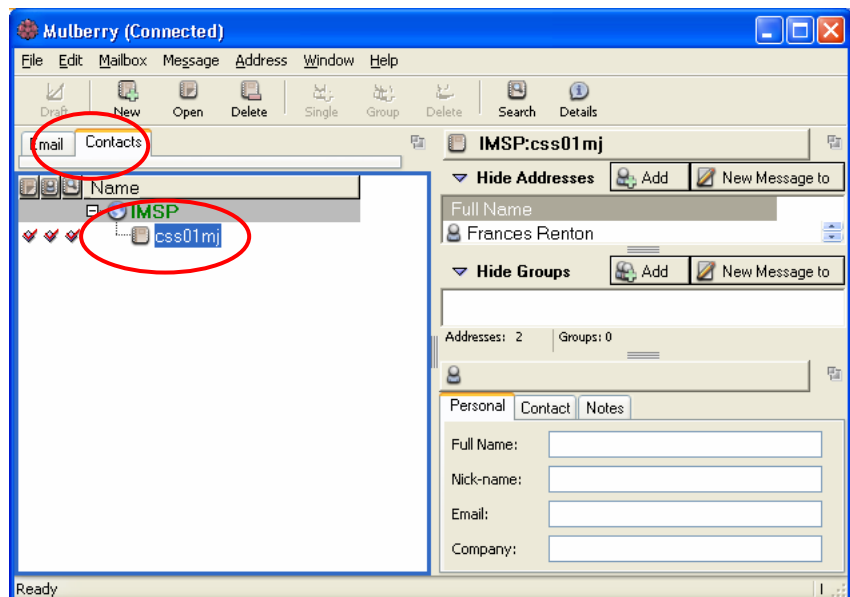 Mulberry (Connected)
File Edit Mailbox Message Address Window Help
Draft New Open Delete Single Group Delete Search Details
Email Contacts
Name
IMSP
css01mj
IMSP:css01mj
Hide Addresses Add New Message to
Full Name
Frances Renton
Hide Groups Add New Message to
Addresses: 2 Groups: 0
Personal Contact Notes
Full Name:
Nick-name:
Email:
Company:
Ready